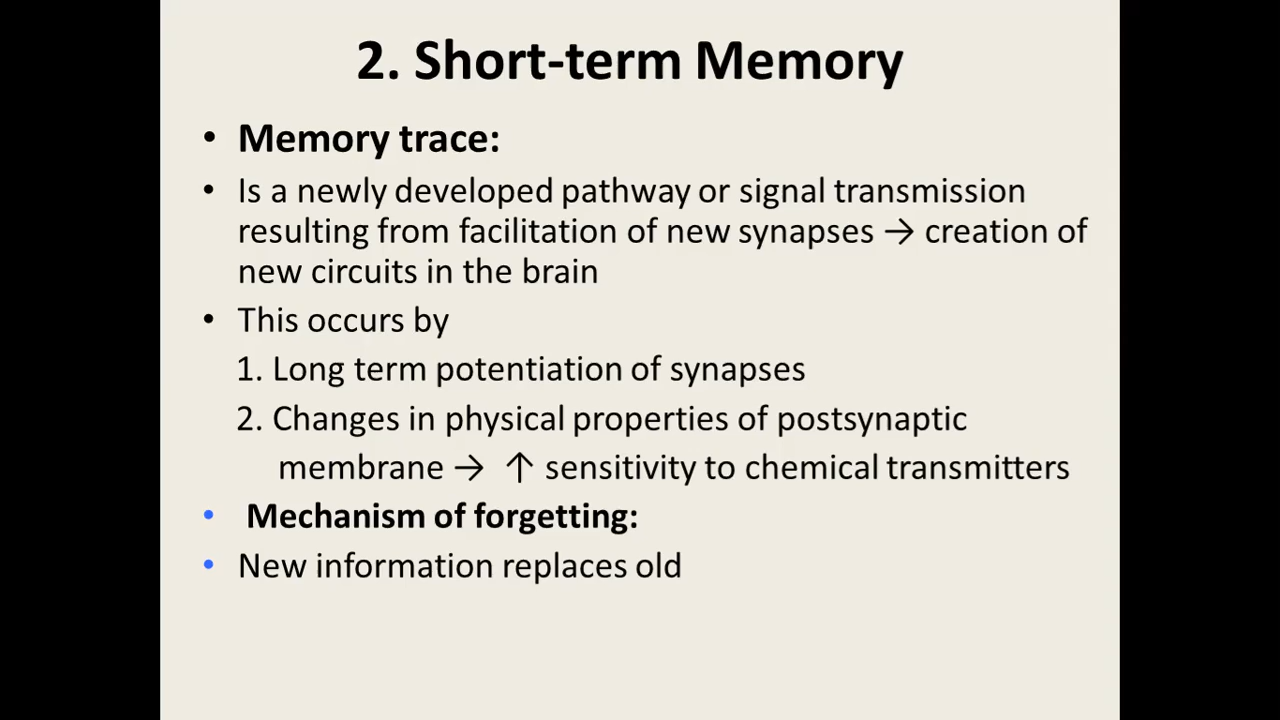 2. Short-term Memory
• Memory trace:
• Is a newly developed pathway or signal transmission
resulting from facilitation of new synapses → creation of
new circuits in the brain
• This occurs by
1. Long term potentiation of synapses
2. Changes in physical properties of postsynaptic
membrane → ↑ sensitivity to chemical transmitters
• Mechanism of forgetting:
• New information replaces old